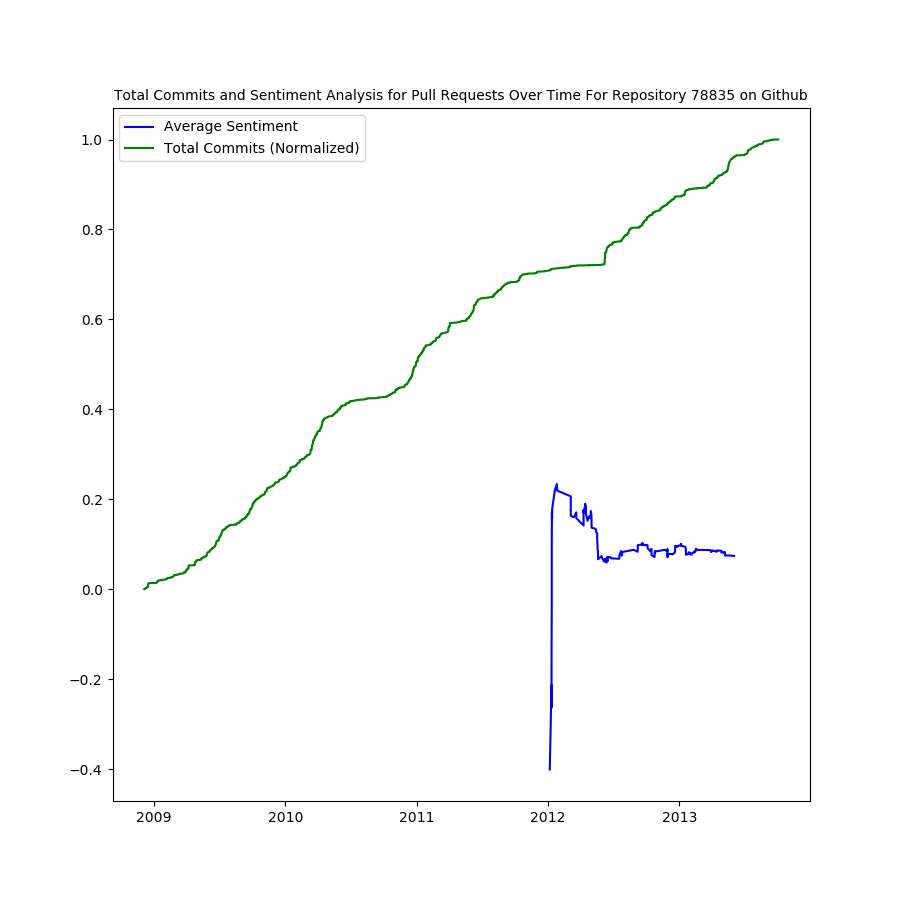 Total Commits and Sentiment Analysis for Pull Requests Over Time For Repository 78835 on Github
Average Sentiment
Total Commits (Normalized)
1.0
0.8
0.6
0.4
0.2
0.0
−0.2
−0.4
2009 2010 2011 2012 2013